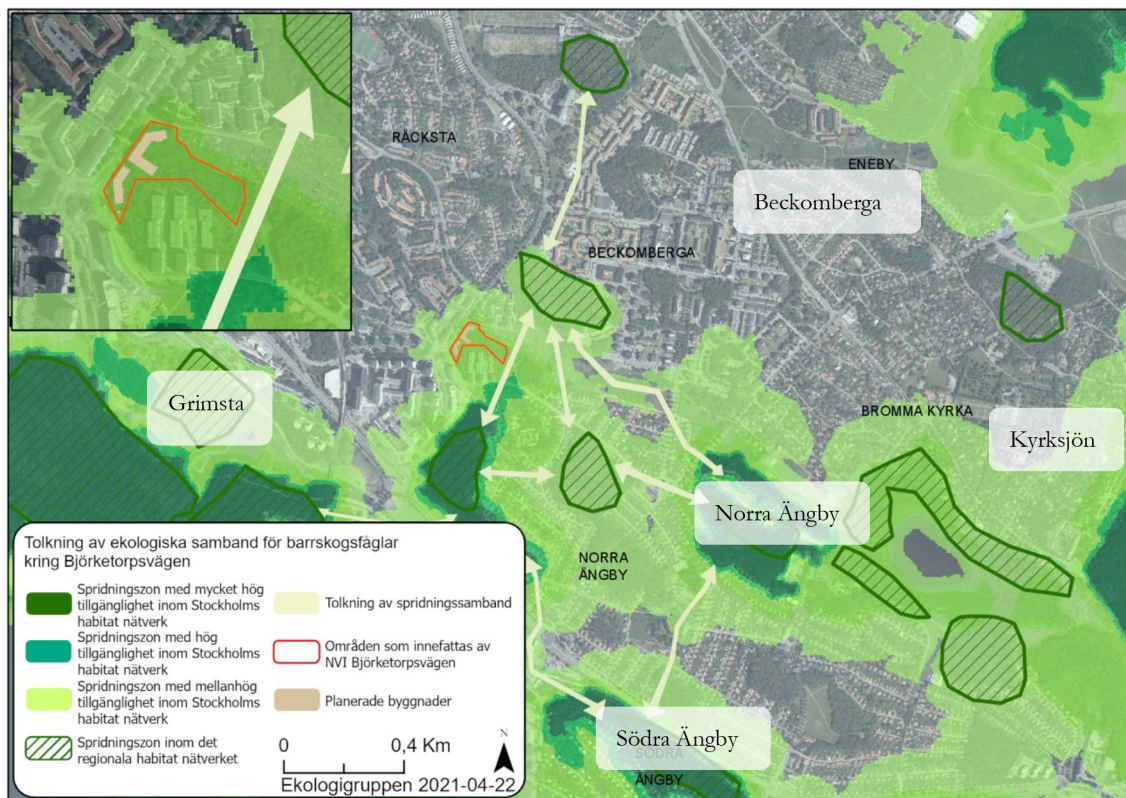 RÅCKSTA
ENEBY
Beckomberga
BECKOMBERGA
Grimsta
BROMMA KYRKA
Kyrksjön
Norra Ängby
NORRA
ÄNGBY
Södra Ängby
SÖDRA
ÄNGBY
Tolkning av ekologiska samband för barrskogsfåglar
kring Björketorpsvägen
Spridningszon med mycket hög
tillgänglighet inom Stockholms
habitat nätverk
Spridningszon med hög
tillgänglighet inom Stockholms
habitat nätverk
Spridningszon med mellanhög
tillgänglighet inom Stockholms
habitat nätverk
Spridningszon inom det
regionala habitat nätverket
Tolkning av spridningssamband
Områden som innefattas av
NVI Björketorpsvägen
Planerade byggnader
N
0 0,4 Km
Ekologigruppen 2021-04-22